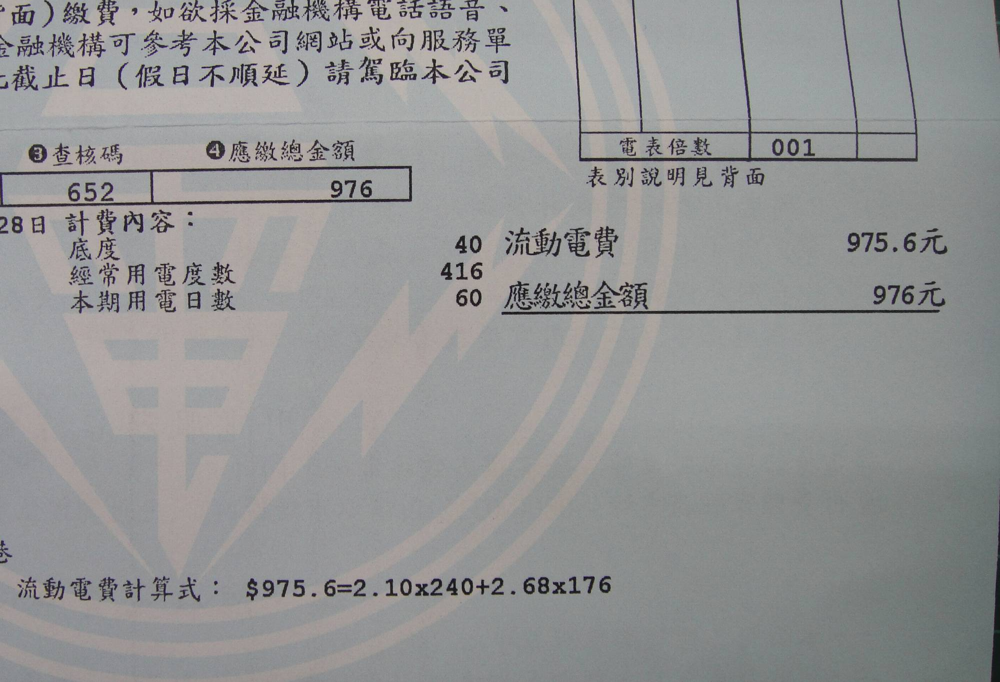 面)繳費，如欲採金融機構電話語音、
金融機構可參考本公司網站或向服務單
截止日（假日不順延）請駕臨本公司
電表倍數 001
表別說明見背面
❸查核碼 ❹應繳總金額
652 976
28日 計費內容：
底度 40 流動電費 975.6元
經常用電度數 416
本期用電日數 60 應繳總金額 976元
巷
流動電費計算式： $975.6=2.10x240+2.68x176